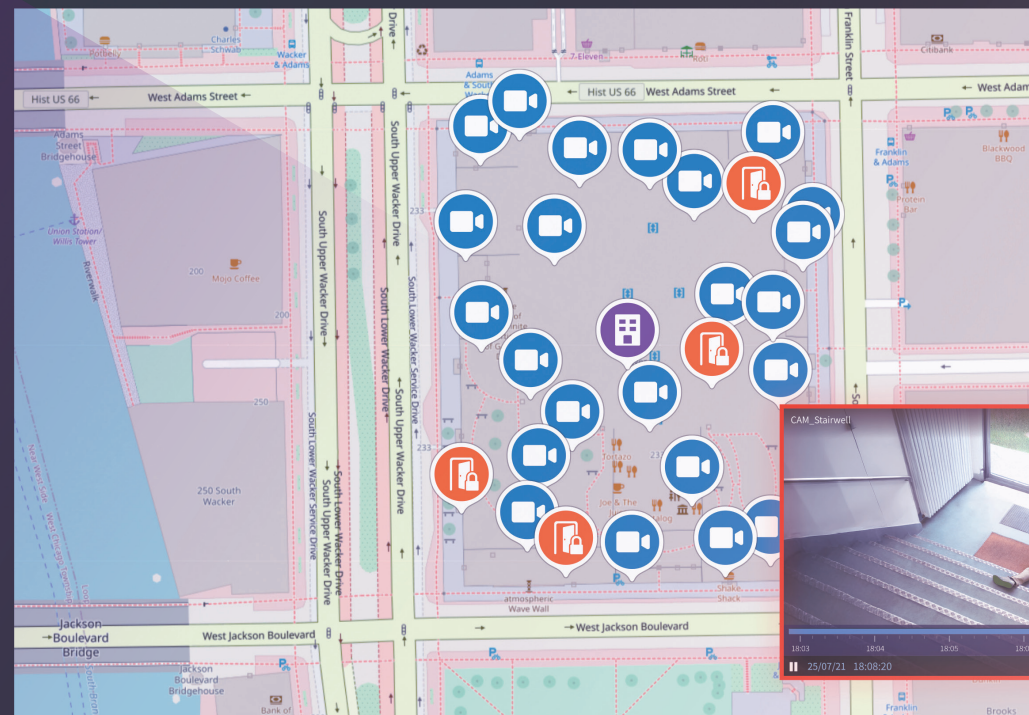 Potbelly
Charles
Schwab
Wacker
& Adams
Drive
7-Eleven
Roti
Franklin Street
Citibank
Adams
& South
Hist US 66
West Adams Street
Hist US 66
West Adams Street
West Adam
Adams
Street
Bridgehouse
Franklin
& Adams
Blackwood
BBQ
Protein
Bar
Union Station/
Willis Tower
Riverwalk
200
Mojo Coffee
200
233
South Upper Wacker Drive
South Upper Wacker Drive
South Lower Wacker Drive
South Lower Wacker Service Drive
250
South Upper Wacker Drive
233
250 South
Wacker
South Lower Wacker Service Drive
South Upper Wacker Drive
South Lower Wacker Drive
Tortazo
Joe & The
Shake
Shack
atmospheric
Wave Wall
Jackson
Boulevard
Bridge
West Jackson Boulevard
West Jackson Boulevard
Jackson
Boulevard
Bridgehouse
Bank of
Franklin
Brooks
CAM_Stairwell
18:03
18:04
18:05
25/07/21 18:08:20